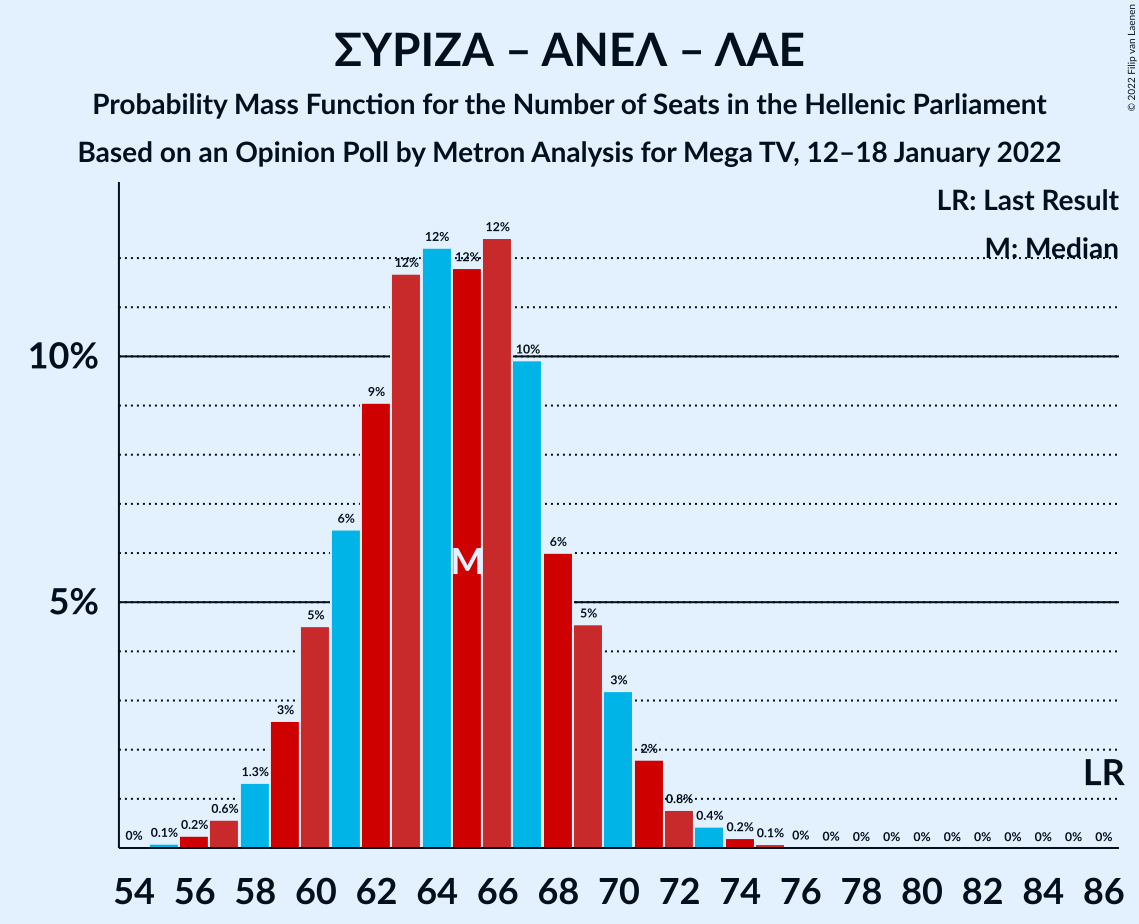 © 2022 Filip van Laenen
ΣΥΡΙΖΑ – ΑΝΕΛ – ΛΑΕ
Probability Mass Function for the Number of Seats in the Hellenic Parliament
Based on an Opinion Poll by Metron Analysis for Mega TV, 12–18 January 2022
LR: Last Result
M: Median
10%
5%
0% 0.1% 0.2% 0.6% 1.3% 3% 5% 6% 9% 12% 12% 12% 12% 10% 6% 5% 3% 2% 0.8% 0.4% 0.2% 0.1% 0% 0% 0% 0% 0% 0% 0% 0% 0% 0% 0%
M
LR
54 56 58 60 62 64 66 68 70 72 74 76 78 80 82 84 86